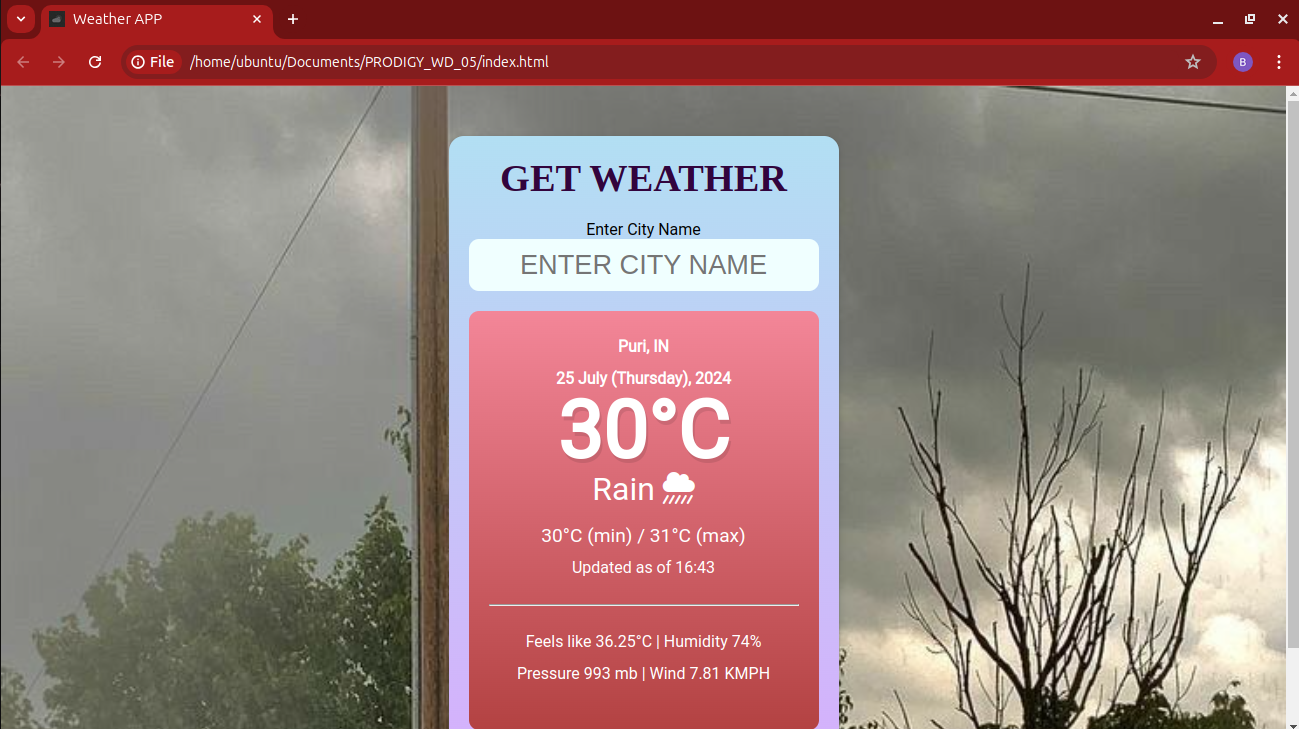 Weather APP
File /home/ubuntu/Documents/PRODIGY_WD_05/index.html
B
GET WEATHER
Enter City Name
ENTER CITY NAME
Puri, IN
25 July (Thursday), 2024
30°C
Rain
30°C (min) / 31°C (max)
Updated as of 16:43
Feels like 36.25°C | Humidity 74%
Pressure 993 mb | Wind 7.81 KMPH